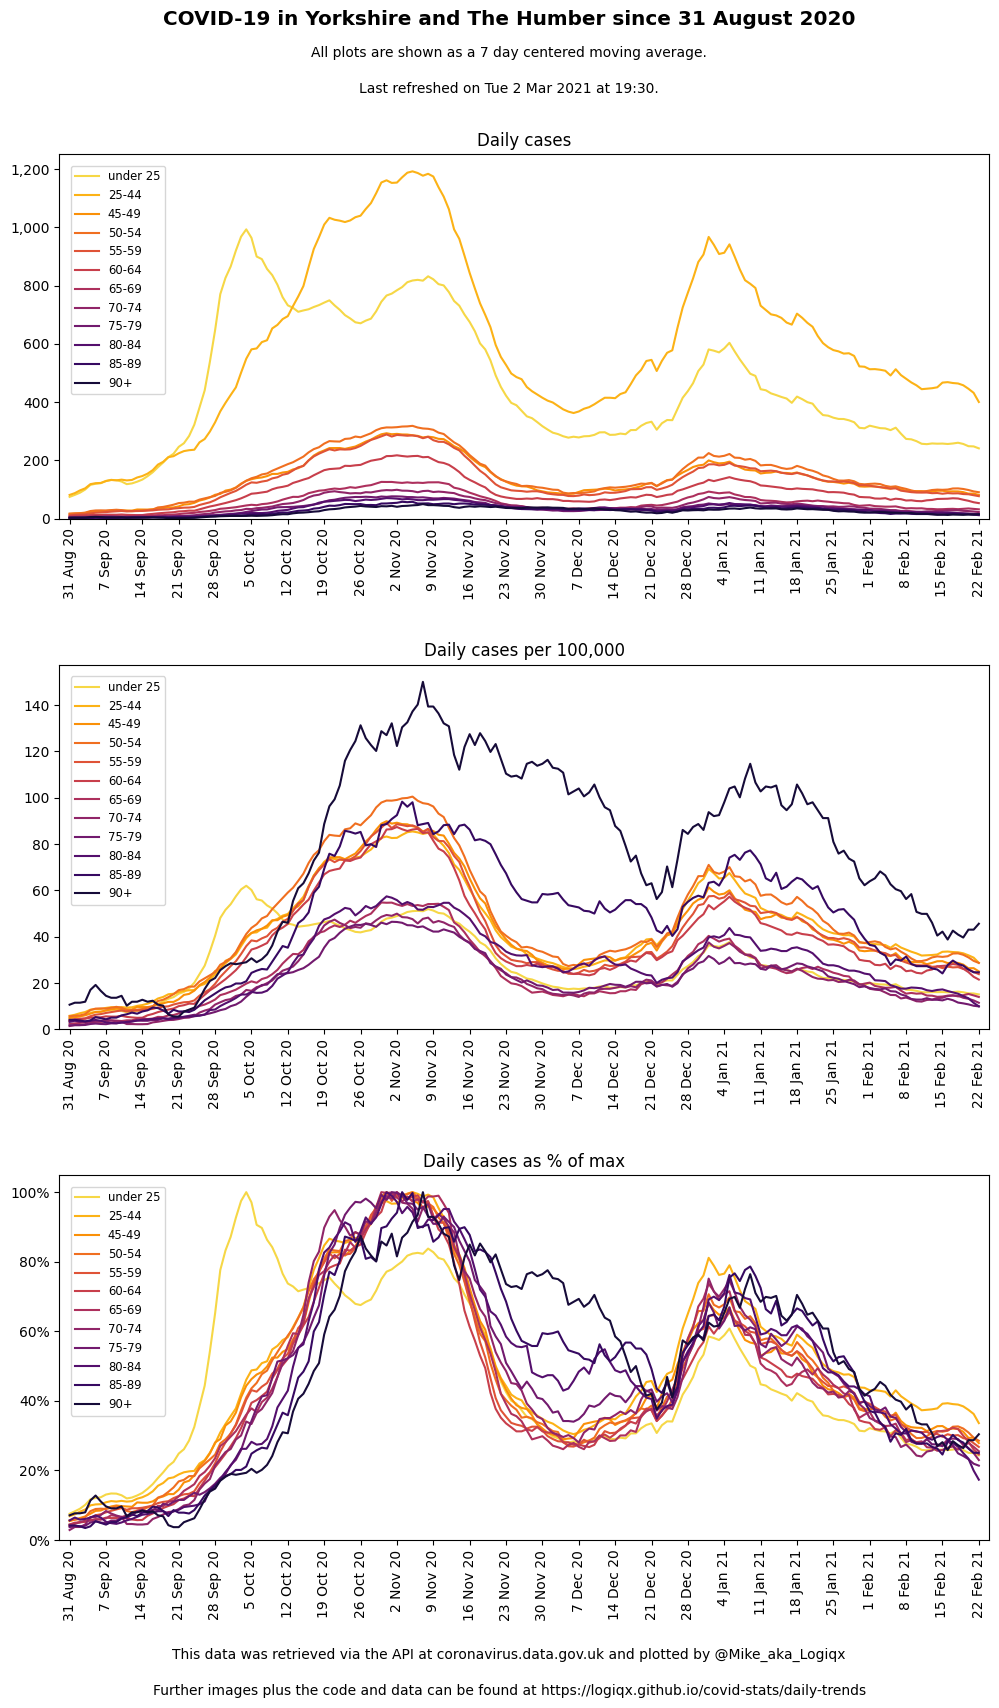 COVID-19 in Yorkshire and The Humber since 31 August 2020
All plots are shown as a 7 day centered moving average.
Last refreshed on Tue 2 Mar 2021 at 19:30.
Daily cases
1,200
1,000
800
600
400
200
0
under 25
25-44
45-49
50-54
55-59
60-64
65-69
70-74
75-79
80-84
85-89
90+
31 Aug 20
7 Sep 20
14 Sep 20
21 Sep 20
28 Sep 20
5 Oct 20
12 Oct 20
19 Oct 20
26 Oct 20
2 Nov 20
9 Nov 20
16 Nov 20
23 Nov 20
30 Nov 20
7 Dec 20
14 Dec 20
21 Dec 20
28 Dec 20
4 Jan 21
11 Jan 21
18 Jan 21
25 Jan 21
1 Feb 21
8 Feb 21
15 Feb 21
22 Feb 21
Daily cases per 100,000
140
120
100
80
60
40
20
0
under 25
25-44
45-49
50-54
55-59
60-64
65-69
70-74
75-79
80-84
85-89
90+
31 Aug 20
7 Sep 20
14 Sep 20
21 Sep 20
28 Sep 20
5 Oct 20
12 Oct 20
19 Oct 20
26 Oct 20
2 Nov 20
9 Nov 20
16 Nov 20
23 Nov 20
30 Nov 20
7 Dec 20
14 Dec 20
21 Dec 20
28 Dec 20
4 Jan 21
11 Jan 21
18 Jan 21
25 Jan 21
1 Feb 21
8 Feb 21
15 Feb 21
22 Feb 21
Daily cases as % of max
100%
80%
60%
40%
20%
0%
under 25
25-44
45-49
50-54
55-59
60-64
65-69
70-74
75-79
80-84
85-89
90+
31 Aug 20
7 Sep 20
14 Sep 20
21 Sep 20
28 Sep 20
5 Oct 20
12 Oct 20
19 Oct 20
26 Oct 20
2 Nov 20
9 Nov 20
16 Nov 20
23 Nov 20
30 Nov 20
7 Dec 20
14 Dec 20
21 Dec 20
28 Dec 20
4 Jan 21
11 Jan 21
18 Jan 21
25 Jan 21
1 Feb 21
8 Feb 21
15 Feb 21
22 Feb 21
This data was retrieved via the API at coronavirus.data.gov.uk and plotted by @Mike_aka_Logiqx
Further images plus the code and data can be found at https://logiqx.github.io/covid-stats/daily-trends